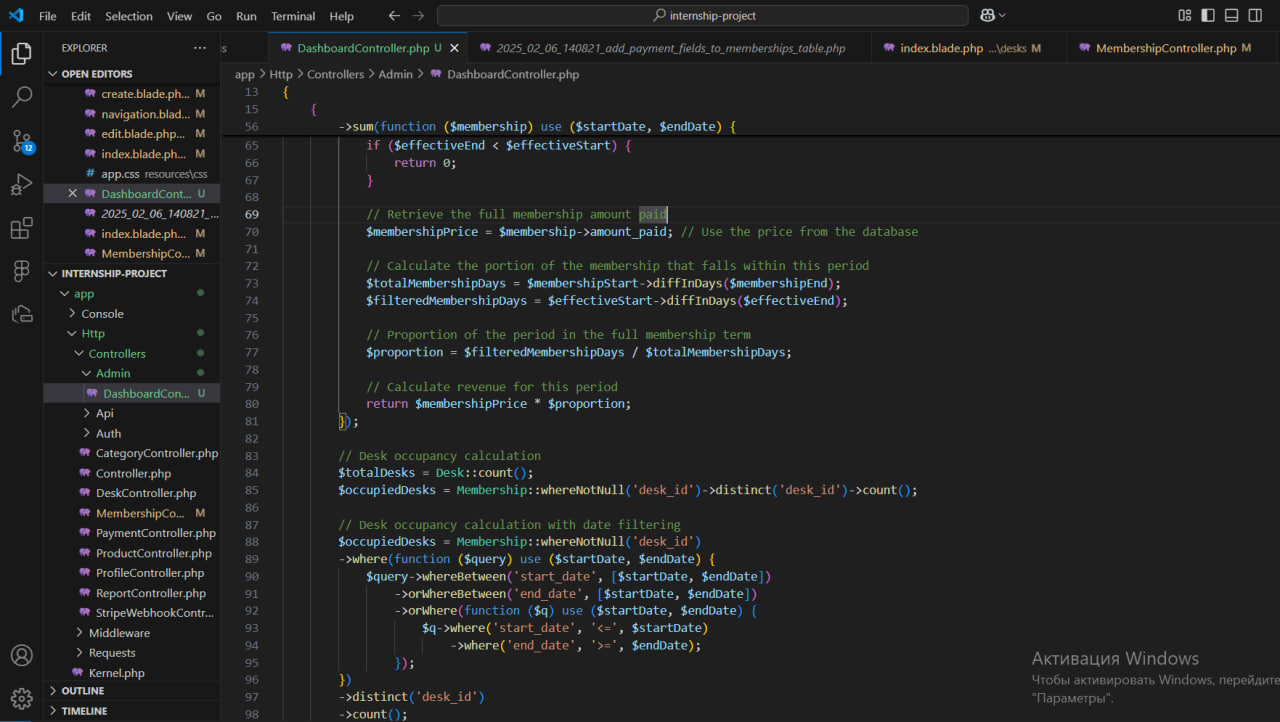 File Edit Selection View Go Run Terminal Help
internship-project
EXPLORER
OPEN EDITORS
create.blade.ph... M
navigation.blad... M
edit.blade.php... M
index.blade.ph... M
# app.css resources\css
DashboardCont... U
2025_02_06_140821_...
index.blade.ph... M
MembershipCo... M
INTERNSHIP-PROJECT
app
Console
Http
Controllers
Admin
DashboardCon... U
Api
Auth
CategoryController.php
Controller.php
DeskController.php
MembershipCo... M
PaymentController.php
ProductController.php
ProfileController.php
ReportController.php
StripeWebhookContr...
Middleware
Requests
Kernel.php
OUTLINE
TIMELINE
12
ss DashboardController.php U 2025_02_06_140821_add_payment_fields_to_memberships_table.php index.blade.php ...\desks M MembershipController.php M
app > Http > Controllers > Admin > DashboardController.php
13 {
15 {
56 ->sum(function ($membership) use ($startDate, $endDate) {
65 if ($effectiveEnd < $effectiveStart) {
66 return 0;
67 }
68
69 // Retrieve the full membership amount paid
70 $membershipPrice = $membership->amount_paid; // Use the price from the database
71
72 // Calculate the portion of the membership that falls within this period
73 $totalMembershipDays = $membershipStart->diffInDays($membershipEnd);
74 $filteredMembershipDays = $effectiveStart->diffInDays($effectiveEnd);
75
76 // Proportion of the period in the full membership term
77 $proportion = $filteredMembershipDays / $totalMembershipDays;
78
79 // Calculate revenue for this period
80 return $membershipPrice * $proportion;
81 });
82
83 // Desk occupancy calculation
84 $totalDesks = Desk::count();
85 $occupiedDesks = Membership::whereNotNull('desk_id')->distinct('desk_id')->count();
86
87 // Desk occupancy calculation with date filtering
88 $occupiedDesks = Membership::whereNotNull('desk_id')
89 ->where(function ($query) use ($startDate, $endDate) {
90 $query->whereBetween('start_date', [$startDate, $endDate])
91 ->orWhereBetween('end_date', [$startDate, $endDate])
92 ->orWhere(function ($q) use ($startDate, $endDate) {
93 $q->where('start_date', '<=', $startDate)
94 ->where('end_date', '>=', $endDate);
95 });
96 })
97 ->distinct('desk_id')
98 ->count();
Активация Windows
Чтобы активировать Windows, перейдите
"Параметры".